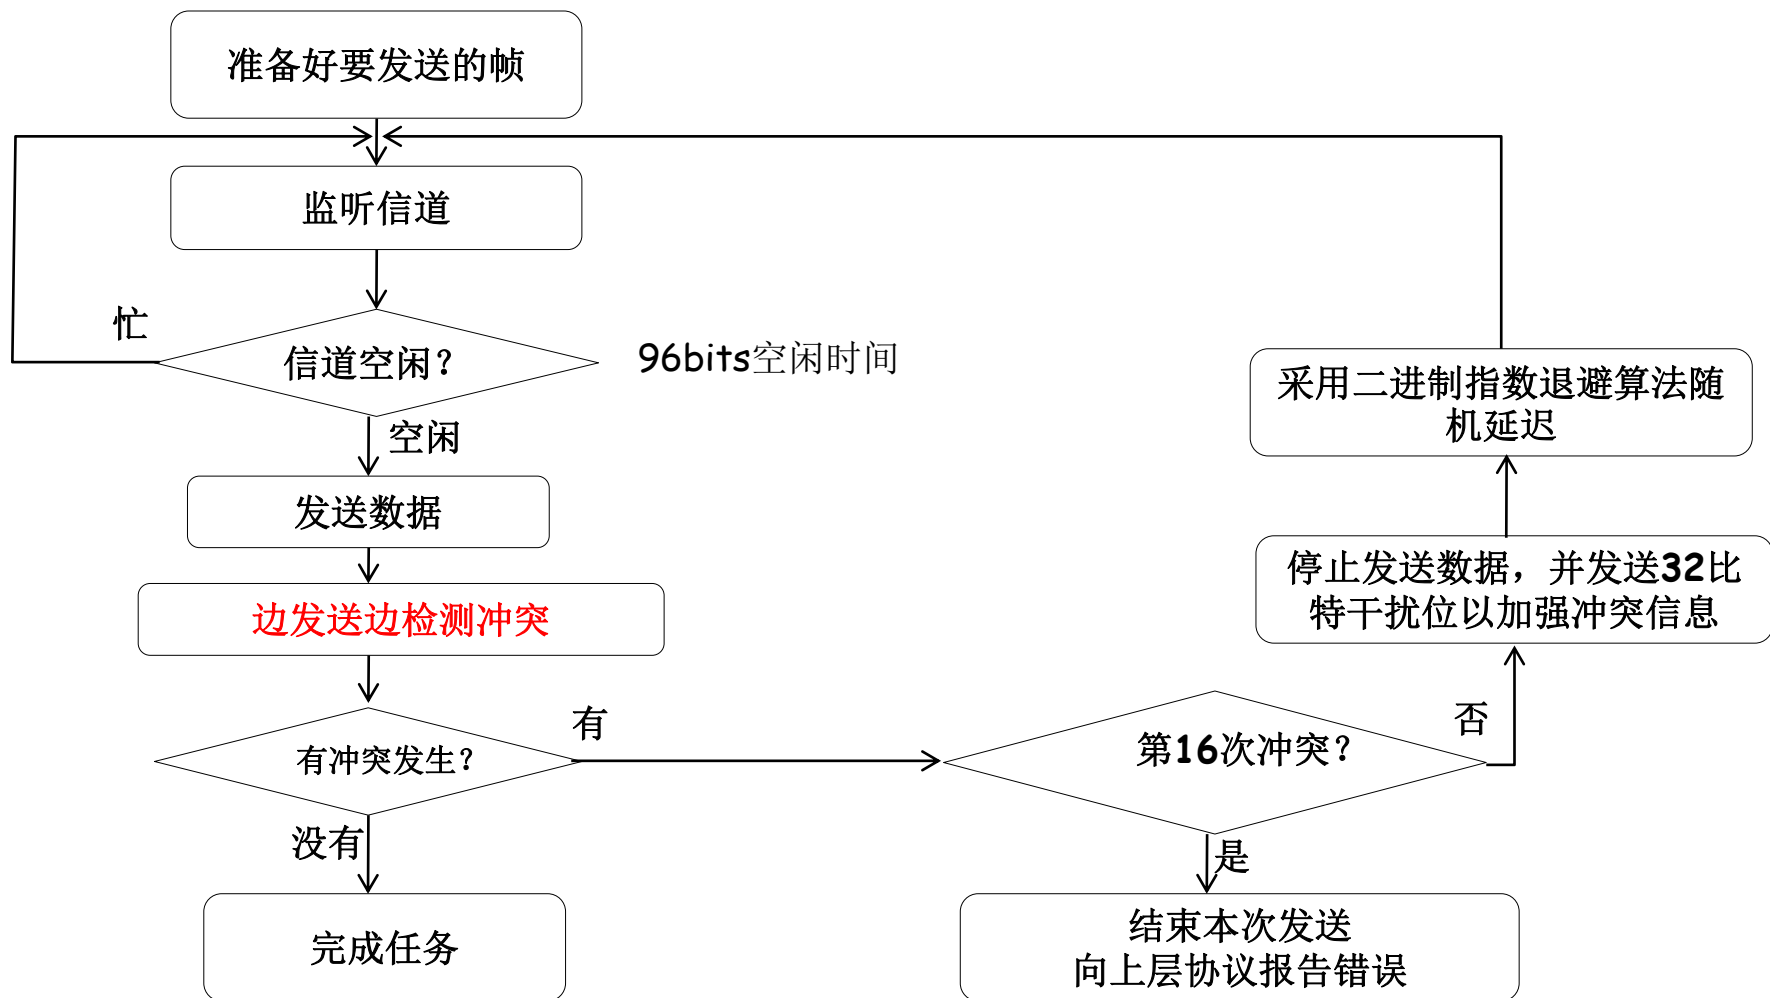 准备好要发送的帧
监听信道
忙
信道空闲？
96bits空闲时间
空闲
发送数据
边发送边检测冲突
有冲突发生？
有
没有
完成任务
第16次冲突？
否
是
结束本次发送
向上层协议报告错误
停止发送数据，并发送32比
特干扰位以加强冲突信息
采用二进制指数退避算法随
机延迟